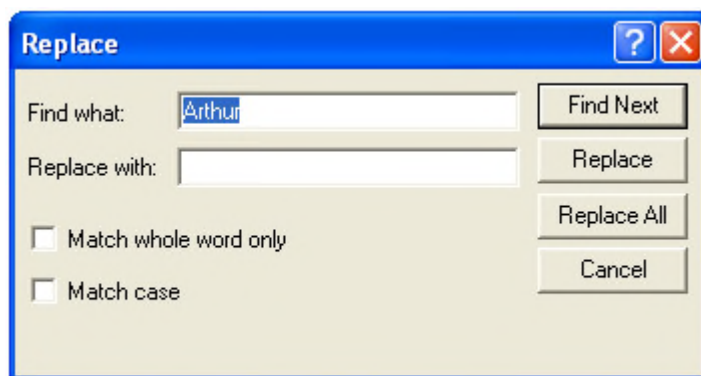 Replace
Find what: Arthur
Find Next
Replace with:
Replace
Match whole word only
Replace All
Match case
Cancel